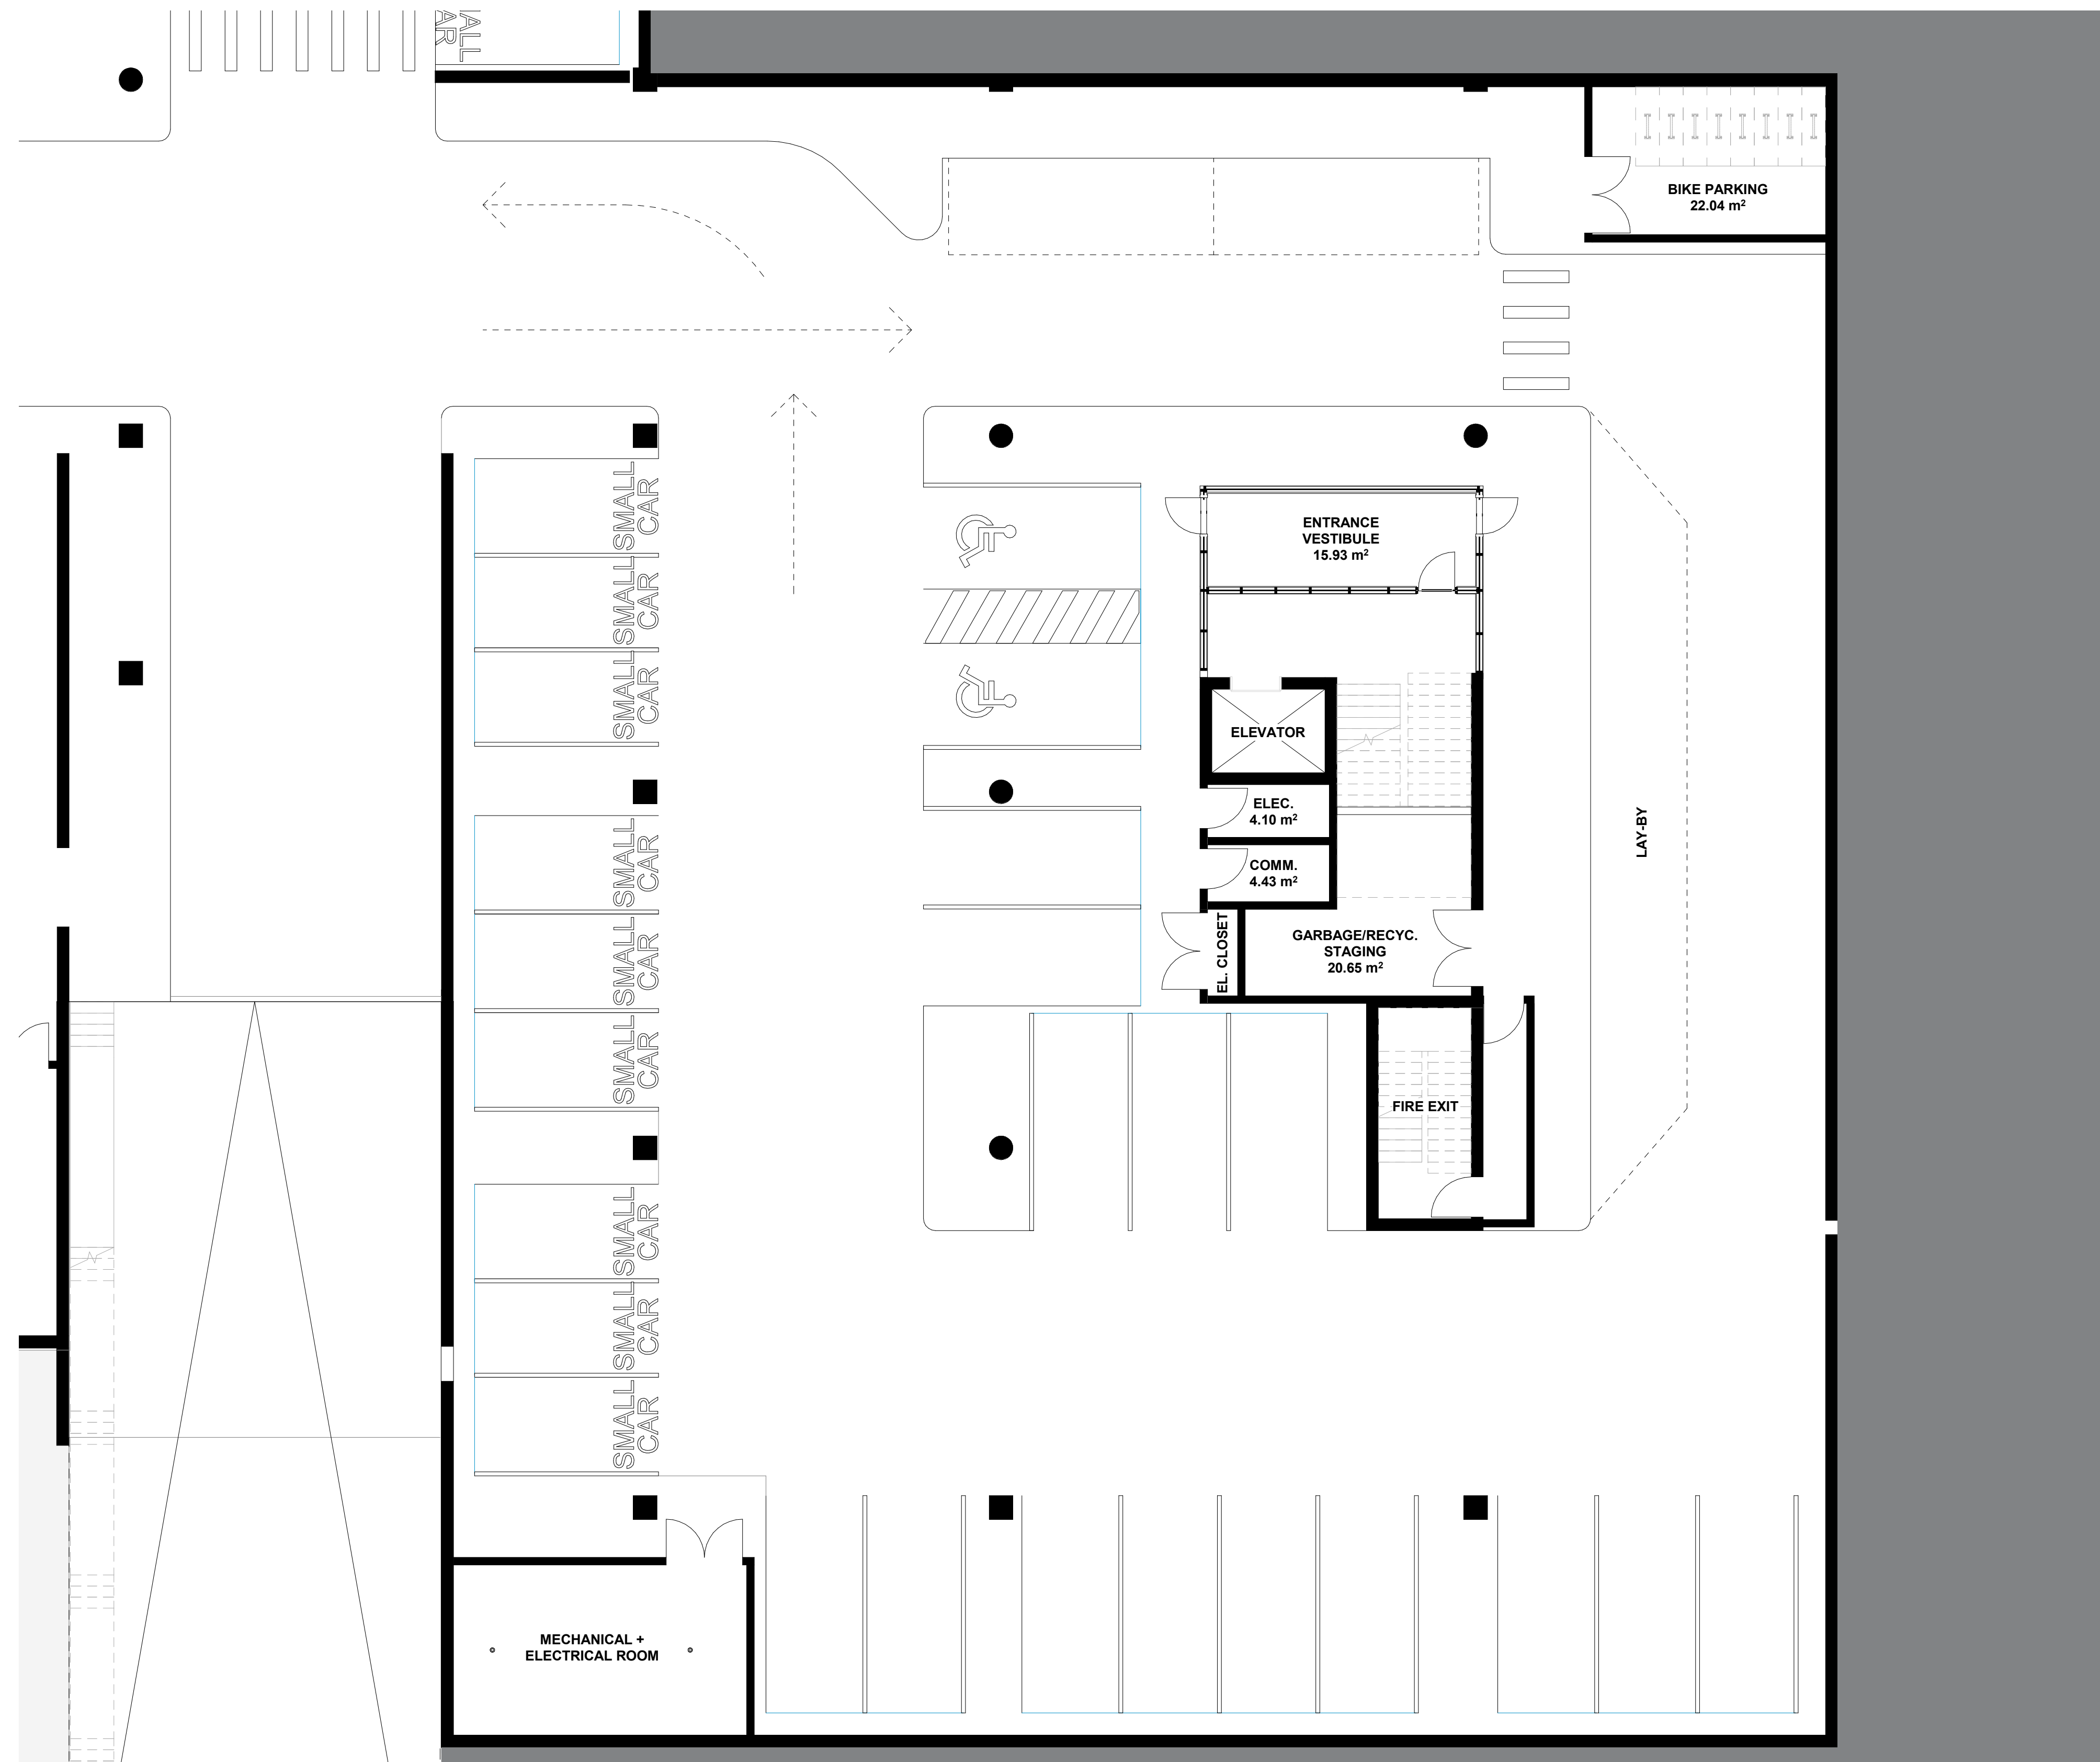 ALL
AR
BIKE PARKING
22.04 m²
SMALL
CAR
SMALL
CAR
SMALL
CAR
ENTRANCE
VESTIBULE
15.93 m²
ELEVATOR
ELEC.
4.10 m²
COMM.
4.43 m²
EL. CLOSET
GARBAGE/RECYC.
STAGING
20.65 m²
LAY-BY
SMALL
CAR
SMALL
CAR
SMALL
CAR
FIRE EXIT
SMALL
CAR
SMALL
CAR
SMALL
CAR
MECHANICAL +
ELECTRICAL ROOM